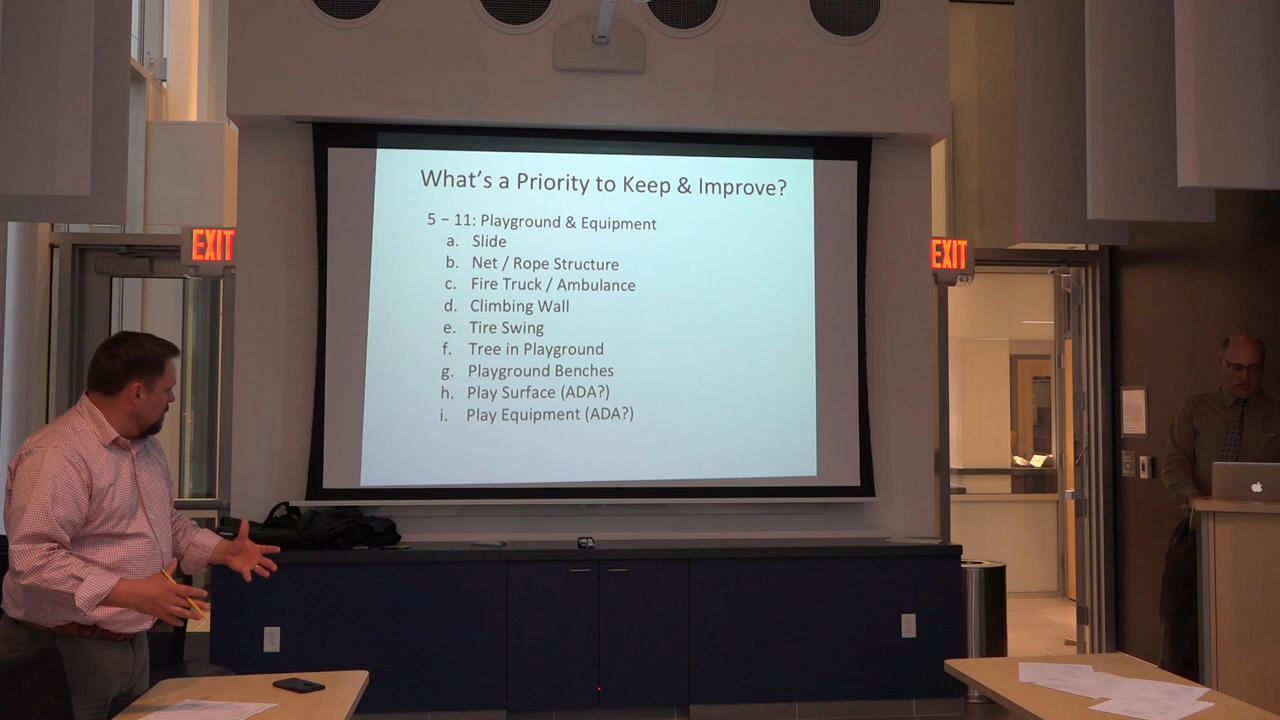 What's a Priority to Keep & Improve?
5 – 11: Playground & Equipment
a. Slide
b. Net / Rope Structure
c. Fire Truck / Ambulance
d. Climbing Wall
e. Tire Swing
f. Tree in Playground
g. Playground Benches
h. Play Surface (ADA?)
i. Play Equipment (ADA?)
EXIT
EXIT